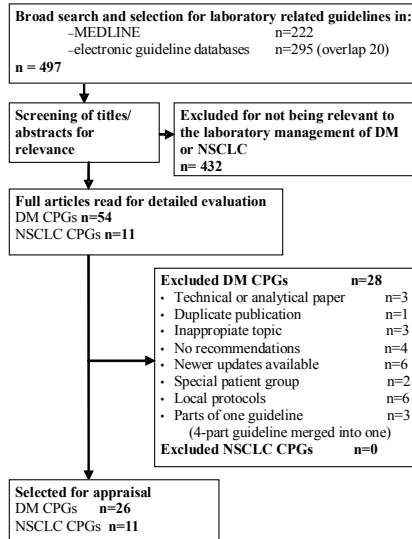 Broad search and selection for laboratory related guidelines in:
–MEDLINE n=222
–electronic guideline databases n=295 (overlap 20)
n = 497
Screening of titles/
abstracts for
relevance
Excluded for not being relevant to
the laboratory management of DM
or NSCLC
n= 432
Full articles read for detailed evaluation
DM CPGs n=54
NSCLC CPGs n=11
Excluded DM CPGs n=28
· Technical or analytical paper n=3
· Duplicate publication n=1
· Inappropiate topic n=3
· No recommendations n=4
· Newer updates available n=6
· Special patient group n=2
· Local protocols n=6
· Parts of one guideline n=3
(4-part guideline merged into one)
Excluded NSCLC CPGs n=0
Selected for appraisal
DM CPGs n=26
NSCLC CPGs n=11